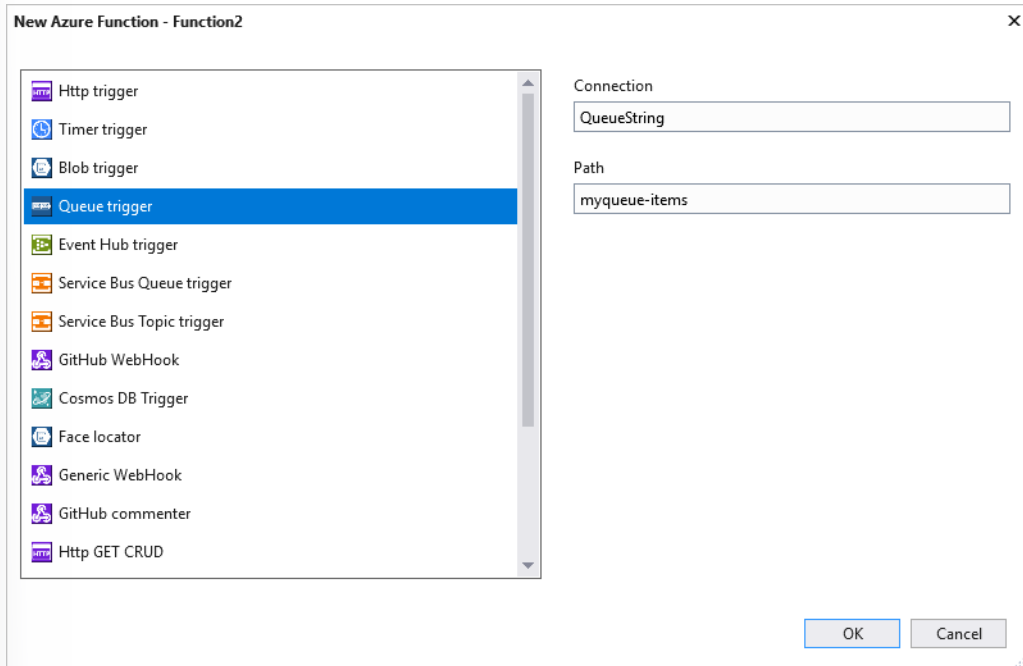 New Azure Function - Function2
Http trigger
Timer trigger
Blob trigger
Queue trigger
Event Hub trigger
Service Bus Queue trigger
Service Bus Topic trigger
GitHub WebHook
Cosmos DB Trigger
Face locator
Generic WebHook
GitHub commenter
Http GET CRUD
Connection
QueueString
Path
myqueue-items
OK
Cancel